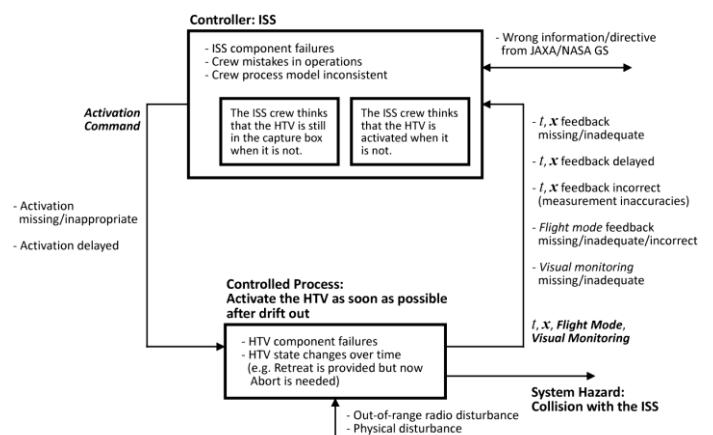 Controller: ISS
- ISS component failures
- Crew mistakes in operations
- Crew process model inconsistent
The ISS crew thinks
that the HTV is still
in the capture box
when it is not.
The ISS crew thinks
that the HTV is
activated when it
is not.
- Wrong information/directive
from JAXA/NASA GS
Activation
Command
- Activation
missing/inappropriate
- Activation delayed
- t, x feedback
missing/inadequate
- t, x feedback delayed
- t, x feedback incorrect
(measurement inaccuracies)
- Flight mode feedback
missing/inadequate/incorrect
- Visual monitoring
missing/inadequate
t, x, Flight Mode,
Visual Monitoring
Controlled Process:
Activate the HTV as soon as possible
after drift out
- HTV component failures
- HTV state changes over time
(e.g. Retreat is provided but now
Abort is needed)
System Hazard:
Collision with the ISS
- Out-of-range radio disturbance
- Physical disturbance